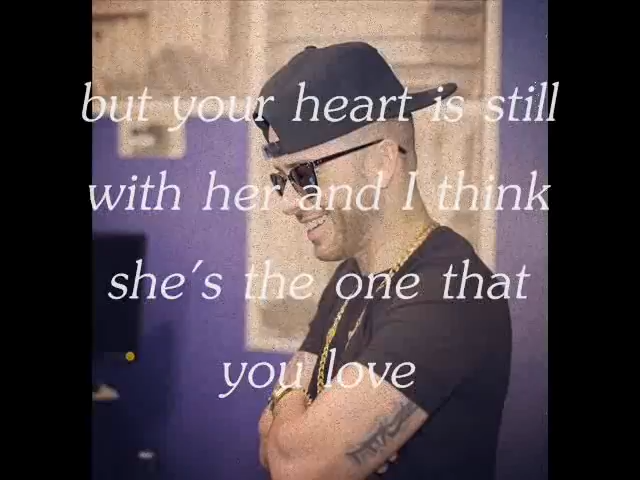 but your heart is still
with her and I think
she's the one that
you love